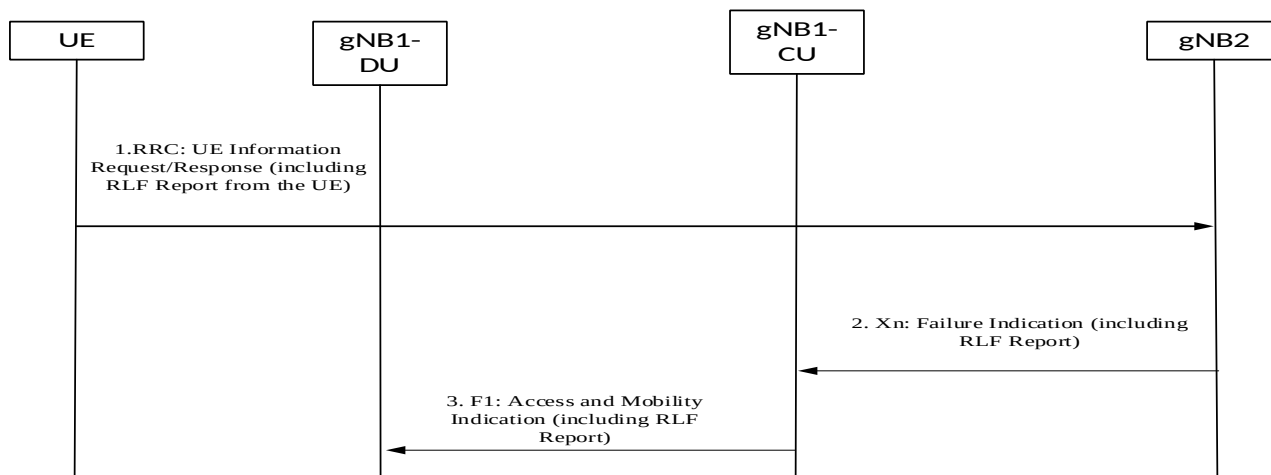 UE
gNB1-
DU
gNB1-
CU
gNB2
1.RRC: UE Information
Request/Response (including
RLF Report from the UE)
2. Xn: Failure Indication (including
RLF Report)
3. F1: Access and Mobility
Indication (including RLF
Report)